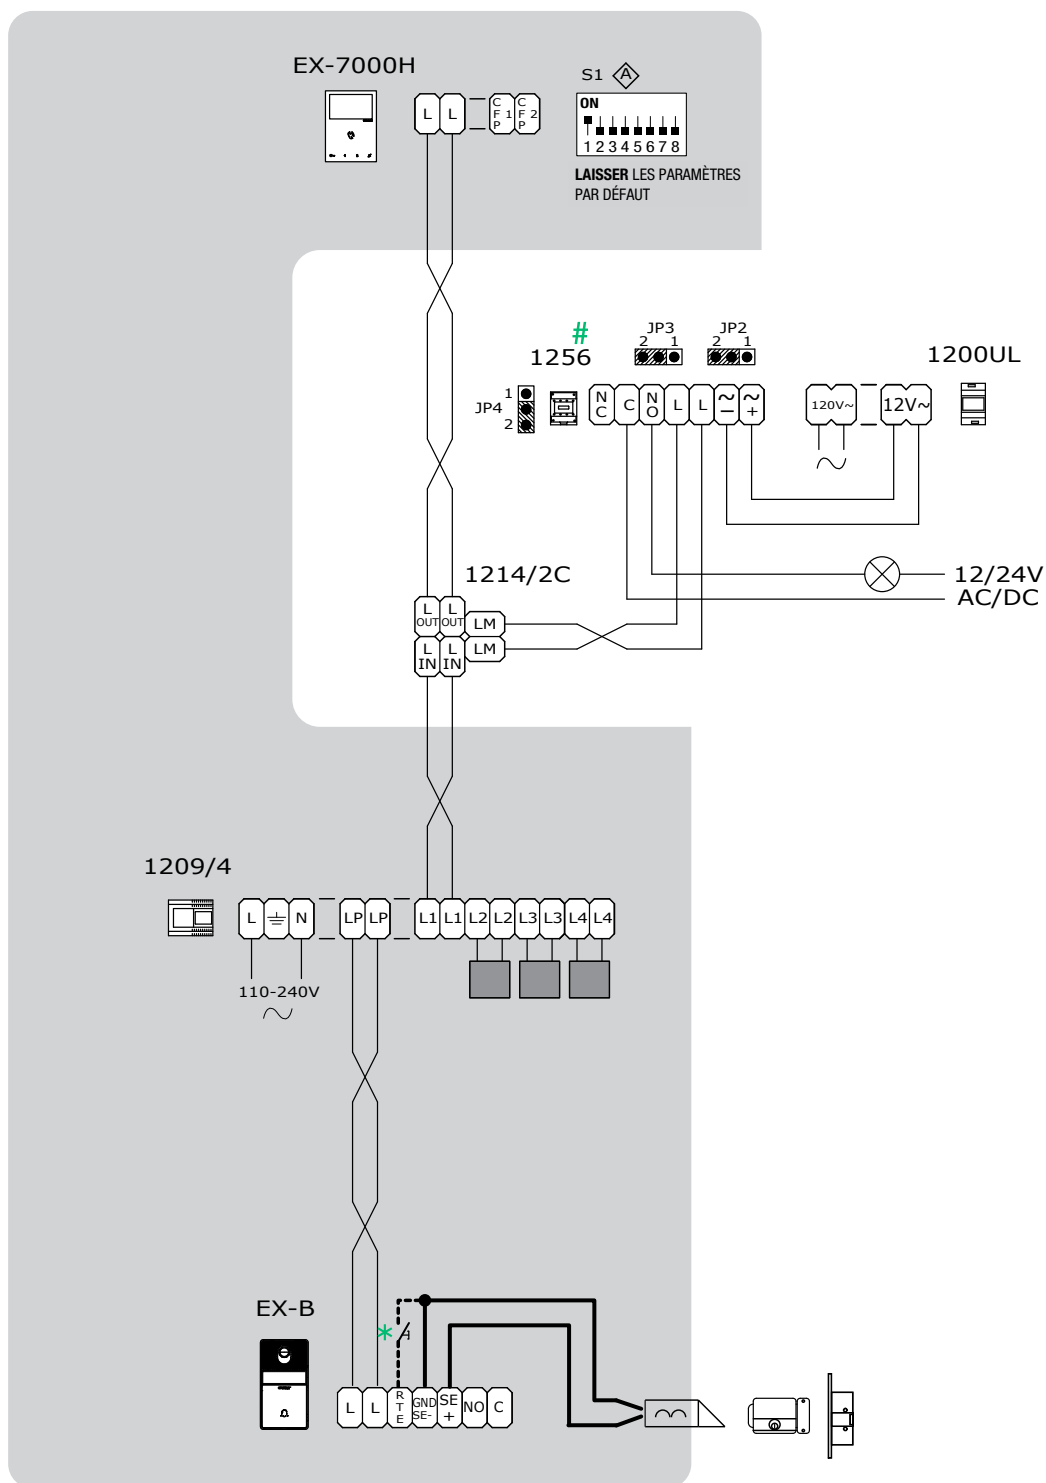 EX-7000H
S1 A
L L C F P 1 C F P 2
ON
1 2 3 4 5 6 7 8
LAISSER LES PARAMÈTRES
PAR DÉFAUT
#
1256
JP3
2 1
JP2
2 1
1200UL
JP4
1
2
NC C NO L L ~− ~+
120V~ 12V~
1214/2C
12/24V
AC/DC
L OUT L OUT LM
L IN L IN LM
1209/4
L N LP LP L1 L1 L2 L2 L3 L3 L4 L4
110-240V
EX-B
*
L L RTE GND SE- SE+ NO C